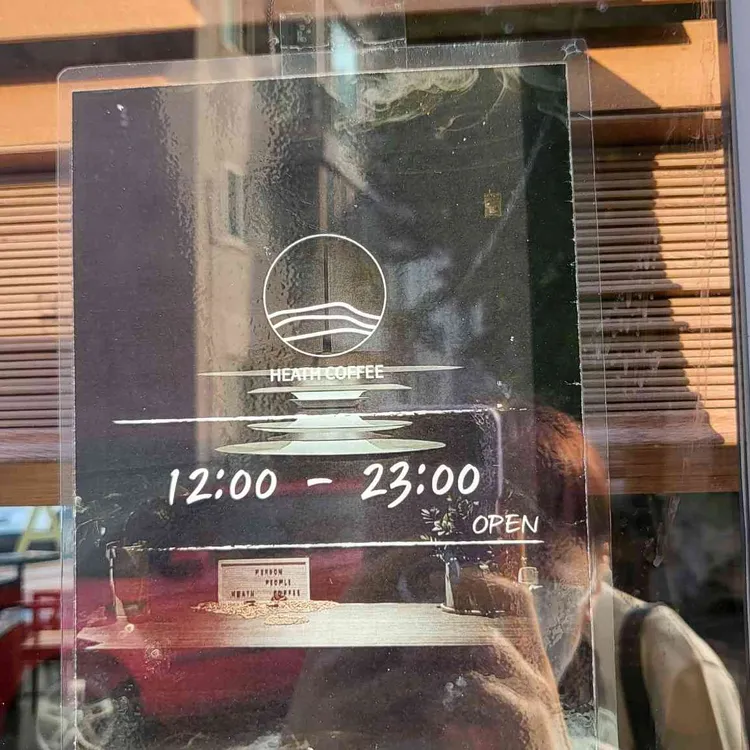 HEATH COFFEE
12:00 - 23:00
OPEN
PERSON
PEOPLE
HEATH COFFEE